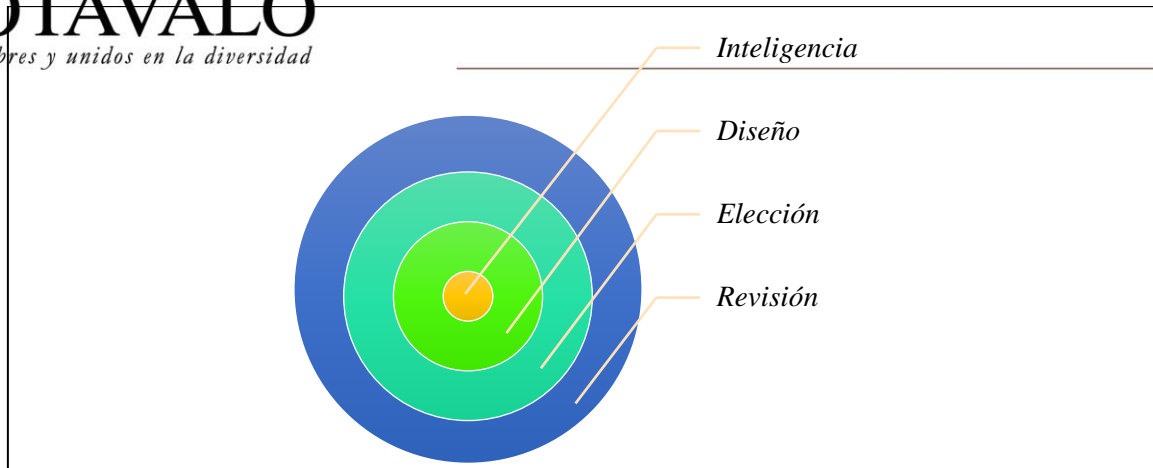 OTAVALO
bres y unidos en la diversidad
Inteligencia
Diseño
Elección
Revisión